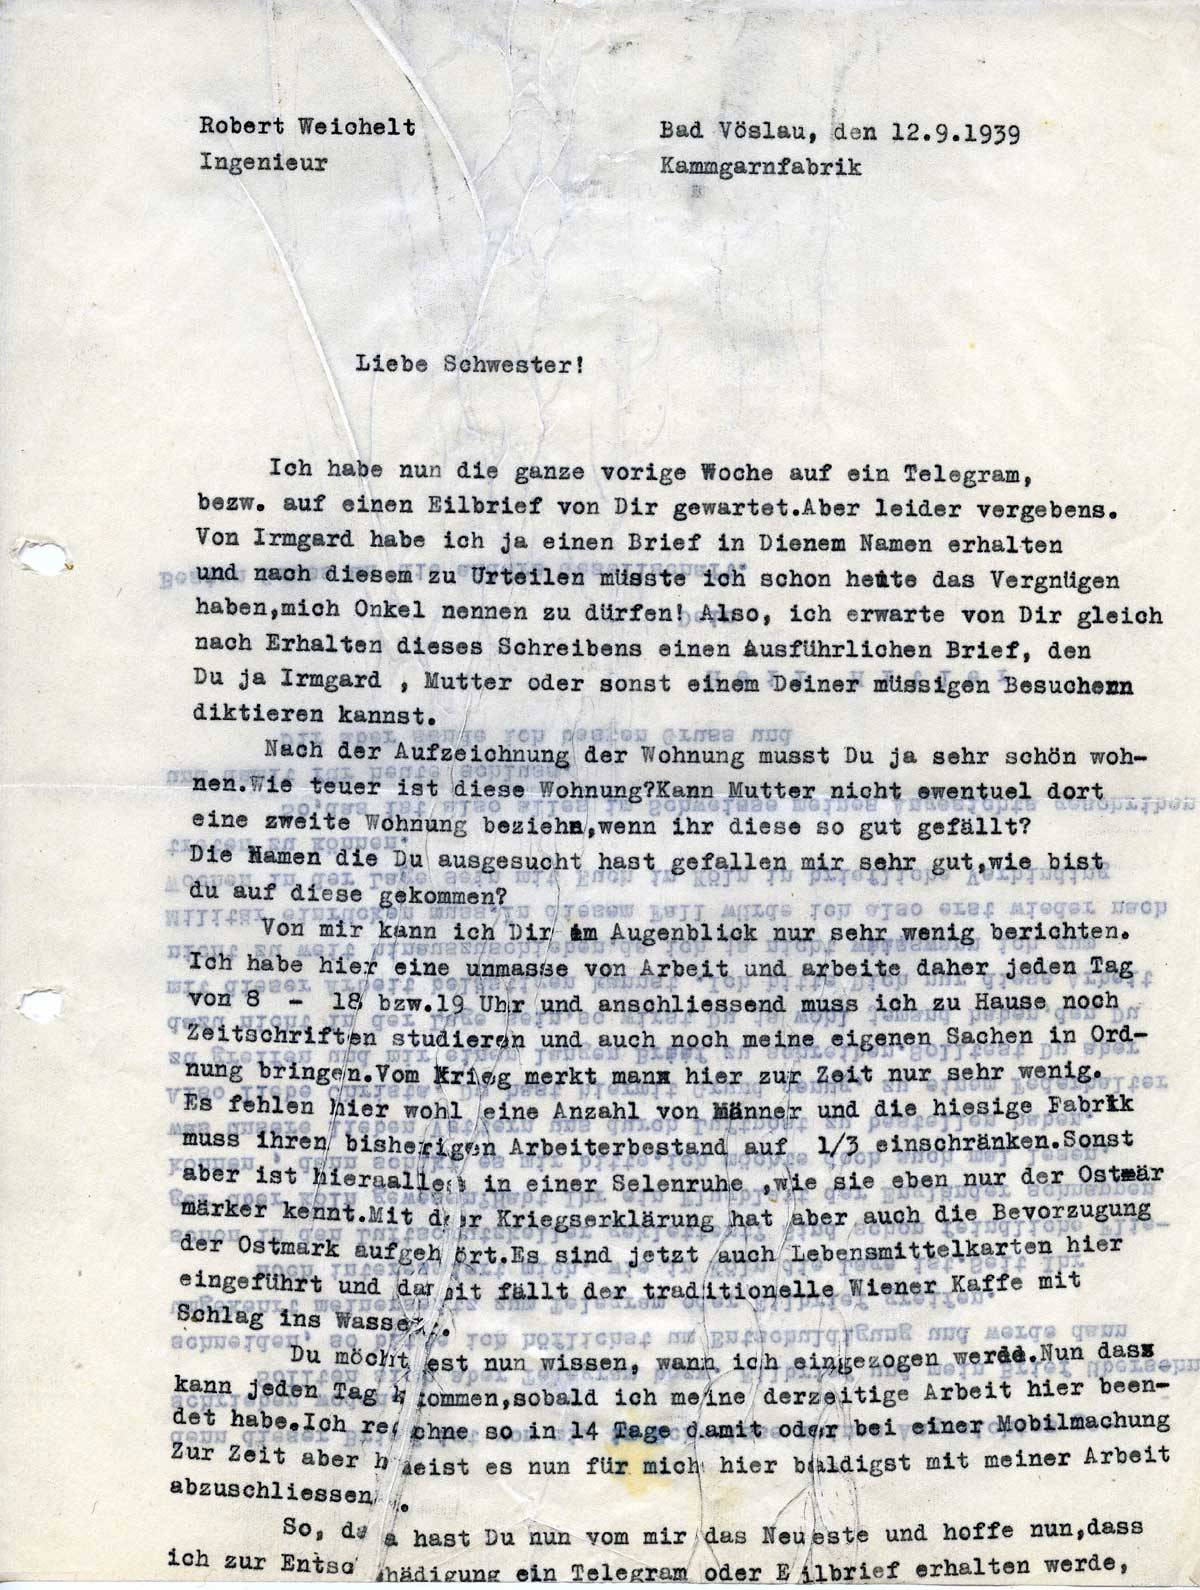 Robert Weichelt
Ingenieur
Bad Vöslau, den 12.9.1939
Kammgarnfabrik
Liebe Schwester!
Ich habe nun die ganze vorige Woche auf ein Telegram,
bezw. auf einen Eilbrief von Dir gewartet.Aber leider vergebens.
Von Irmgard habe ich ja einen Brief in Dienem Namen erhalten
und nach diesem zu Urteilen müsste ich schon heute das Vergnügen
haben,mich Onkel nennen zu dürfen! Also, ich erwarte von Dir gleich
nach Erhalten dieses Schreibens einen Ausführlichen Brief, den
Du ja Irmgard , Mutter oder sonst einem Deiner müssigen Besuchern
diktieren kannst.
Nach der Aufzeichnung der Wohnung musst Du ja sehr schön woh-
nen.Wie teuer ist diese Wohnung?Kann Mutter nicht ewentuel dort
eine zweite Wohnung beziehn,wenn ihr diese so gut gefällt?
Die Namen die Du ausgesucht hast gefallen mir sehr gut,wie bist
du auf diese gekommen?
Von mir kann ich Dir im Augenblick nur sehr wenig berichten.
Ich habe hier eine unmasse von Arbeit und arbeite daher jeden Tag
von 8 - 18 bzw.19 Uhr und anschliessend muss ich zu Hause noch
Zeitschriften studieren und auch noch meine eigenen Sachen in Ord-
nung bringen.Vom Krieg merkt man hier zur Zeit nur sehr wenig.
Es fehlen hier wohl eine Anzahl von Männer und die hiesige Fabrik
muss ihren bisherigen Arbeiterbestand auf 1/3 einschränken.Sonst
aber ist hieraalles in einer Selenruhe ,wie sie eben nur der Ostmär
märker kennt.Mit der Kriegserklärung hat aber auch die Bevorzugung
der Ostmark aufgehört.Es sind jetzt auch Lebensmittelkarten hier
eingeführt und damit fällt der traditionelle Wiener Kaffe mit
Schlag ins Wasser.
Du möchtest nun wissen, wann ich eingezogen werdd.Nun das
kann jeden Tag kommen,sobald ich meine derzeitige Arbeit hier been-
det habe.Ich rechne so in 14 Tage damit oder bei einer Mobilmachung
Zur Zeit aber heist es nun für mich hier baldigst mit meiner Arbeit
abzuschliessen.
So, da hast Du nun vom mir das Neueste und hoffe nun,dass
ich zur Entschädigung ein Telegram oder Eilbrief erhalten werde,